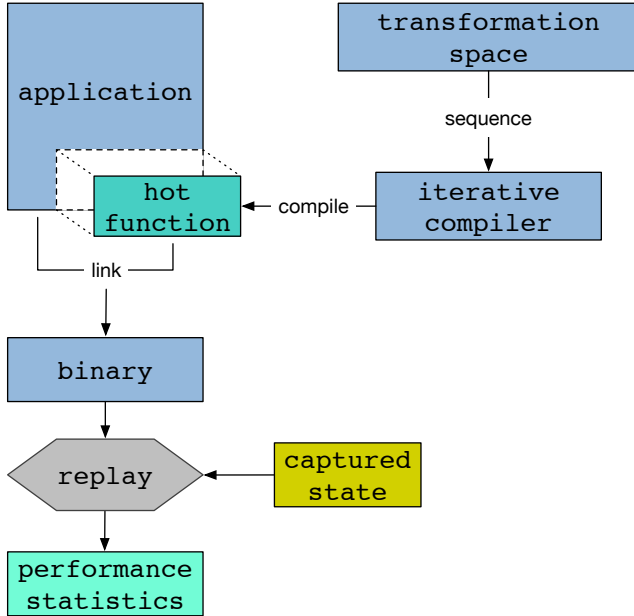 transformation
space
application
sequence
hot
function
compile
iterative
compiler
link
binary
replay
captured
state
performance
statistics